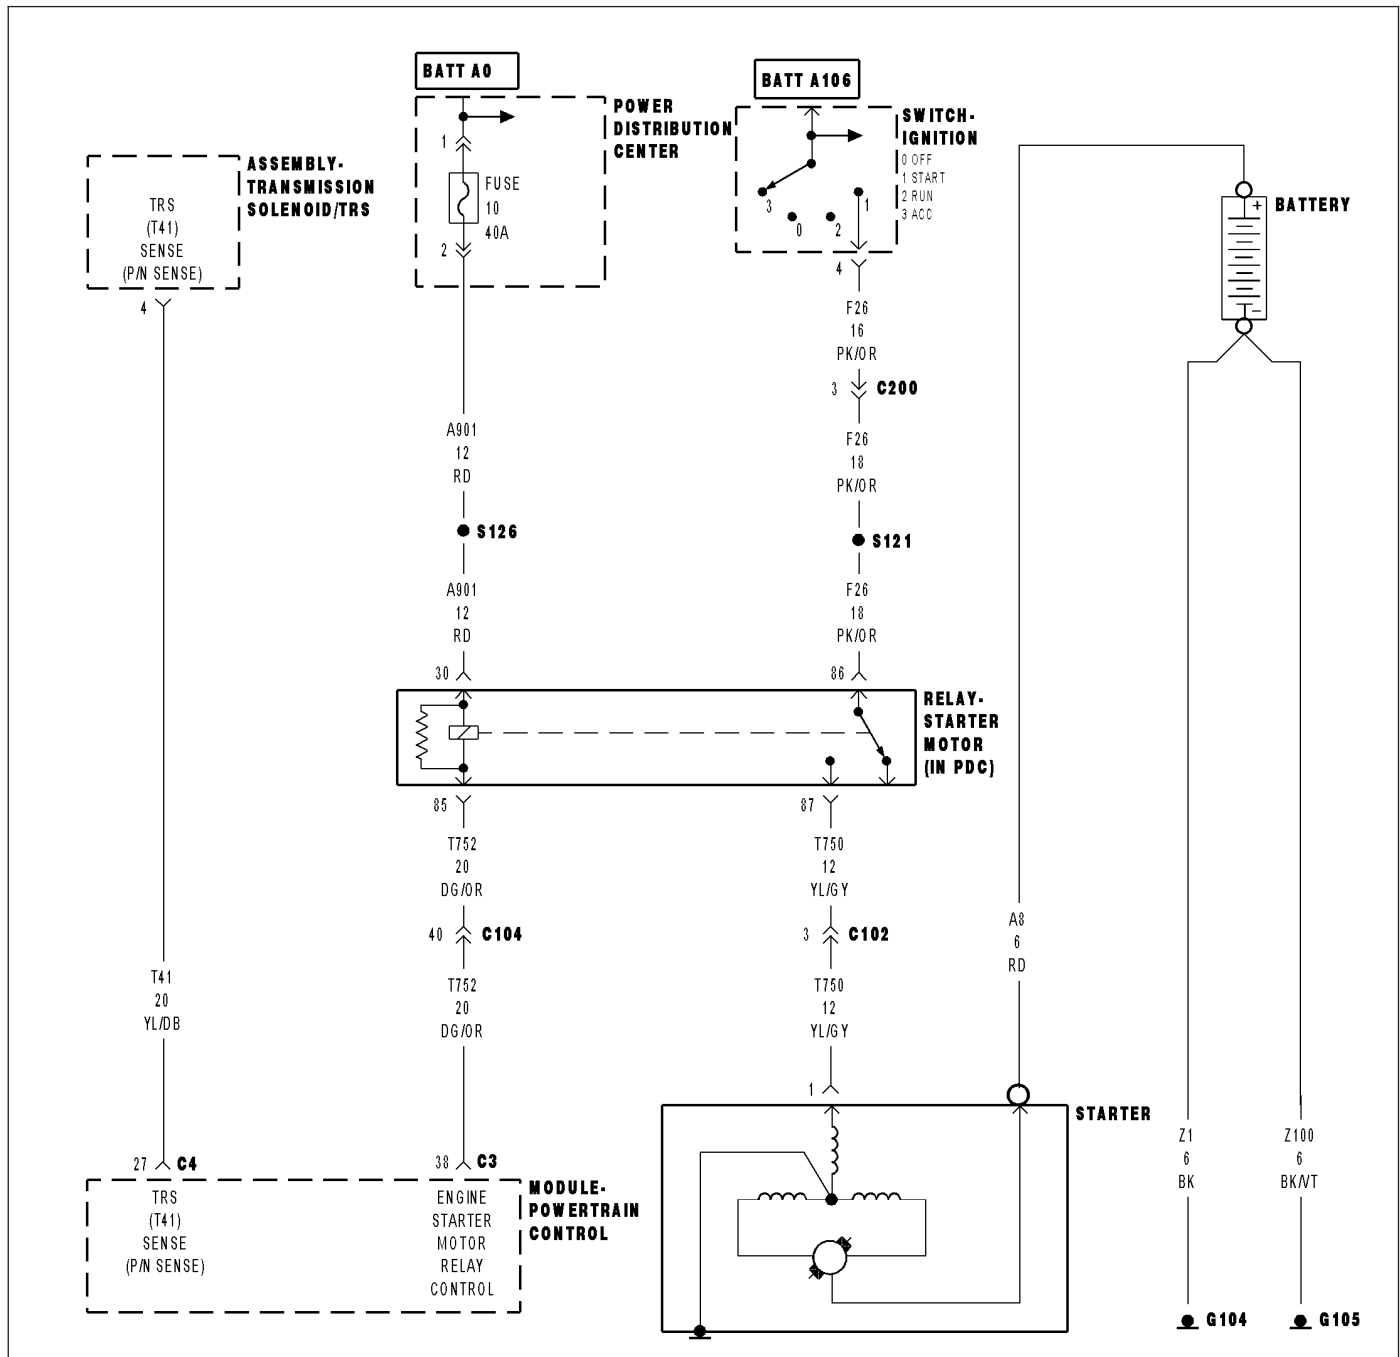 BATT A0
BATT A106
POWER
DISTRIBUTION
CENTER
SWITCH-
IGNITION
0 OFF
1 START
2 RUN
3 ACC
1
FUSE
10
40A
2
3
0
2
1
4
ASSEMBLY-
TRANSMISSION
SOLENOID/TRS
TRS
(T41)
SENSE
(P/N SENSE)
4
+
BATTERY
−
F26
16
PK/OR
3
C200
F26
18
PK/OR
A901
12
RD
S126
S121
A901
12
RD
F26
18
PK/OR
30
86
RELAY-
STARTER
MOTOR
(IN PDC)
85
87
T752
20
DG/OR
T750
12
YL/GY
40
C104
3
C102
A8
6
RD
T41
20
YL/DB
T752
20
DG/OR
T750
12
YL/GY
1
STARTER
27
C4
38
C3
MODULE-
POWERTRAIN
CONTROL
TRS
(T41)
SENSE
(P/N SENSE)
ENGINE
STARTER
MOTOR
RELAY
CONTROL
Z1
6
BK
Z100
6
BK/VT
G104
G105